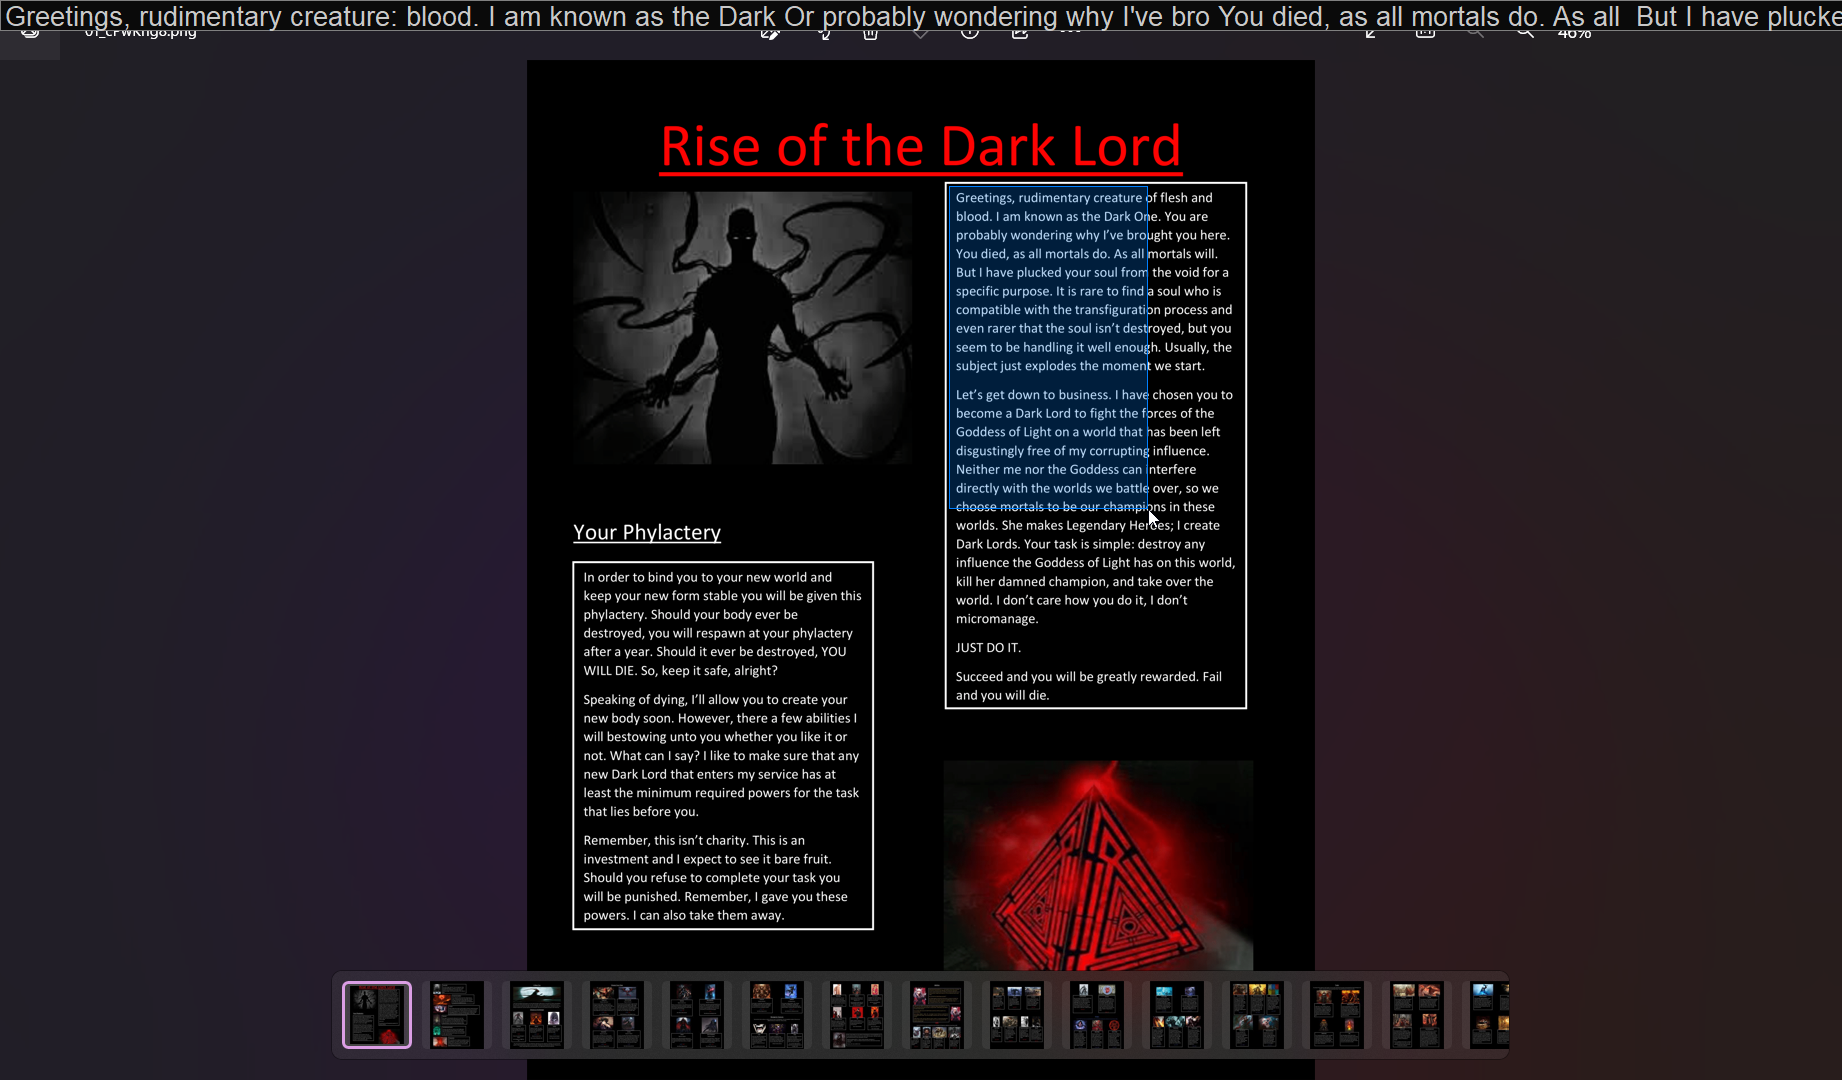 Greetings, rudimentary creature: blood. I am known as the Dark Or probably wondering why I've bro You died, as all mortals do. As all  But I have plucke
01_cPwKhg8.png
46%
Rise of the Dark Lord
Greetings, rudimentary creature of flesh and
blood. I am known as the Dark One. You are
probably wondering why I’ve brought you here.
You died, as all mortals do. As all mortals will.
But I have plucked your soul from the void for a
specific purpose. It is rare to find a soul who is
compatible with the transfiguration process and
even rarer that the soul isn’t destroyed, but you
seem to be handling it well enough. Usually, the
subject just explodes the moment we start.
Let’s get down to business. I have chosen you to
become a Dark Lord to fight the forces of the
Goddess of Light on a world that has been left
disgustingly free of my corrupting influence.
Neither me nor the Goddess can interfere
directly with the worlds we battle over, so we
choose mortals to be our champions in these
worlds. She makes Legendary Heroes; I create
Dark Lords. Your task is simple: destroy any
influence the Goddess of Light has on this world,
kill her damned champion, and take over the
world. I don’t care how you do it, I don’t
micromanage.
JUST DO IT.
Succeed and you will be greatly rewarded. Fail
and you will die.
Your Phylactery
In order to bind you to your new world and
keep your new form stable you will be given this
phylactery. Should your body ever be
destroyed, you will respawn at your phylactery
after a year. Should it ever be destroyed, YOU
WILL DIE. So, keep it safe, alright?
Speaking of dying, I’ll allow you to create your
new body soon. However, there a few abilities I
will bestowing unto you whether you like it or
not. What can I say? I like to make sure that any
new Dark Lord that enters my service has at
least the minimum required powers for the task
that lies before you.
Remember, this isn’t charity. This is an
investment and I expect to see it bare fruit.
Should you refuse to complete your task you
will be punished. Remember, I gave you these
powers. I can also take them away.